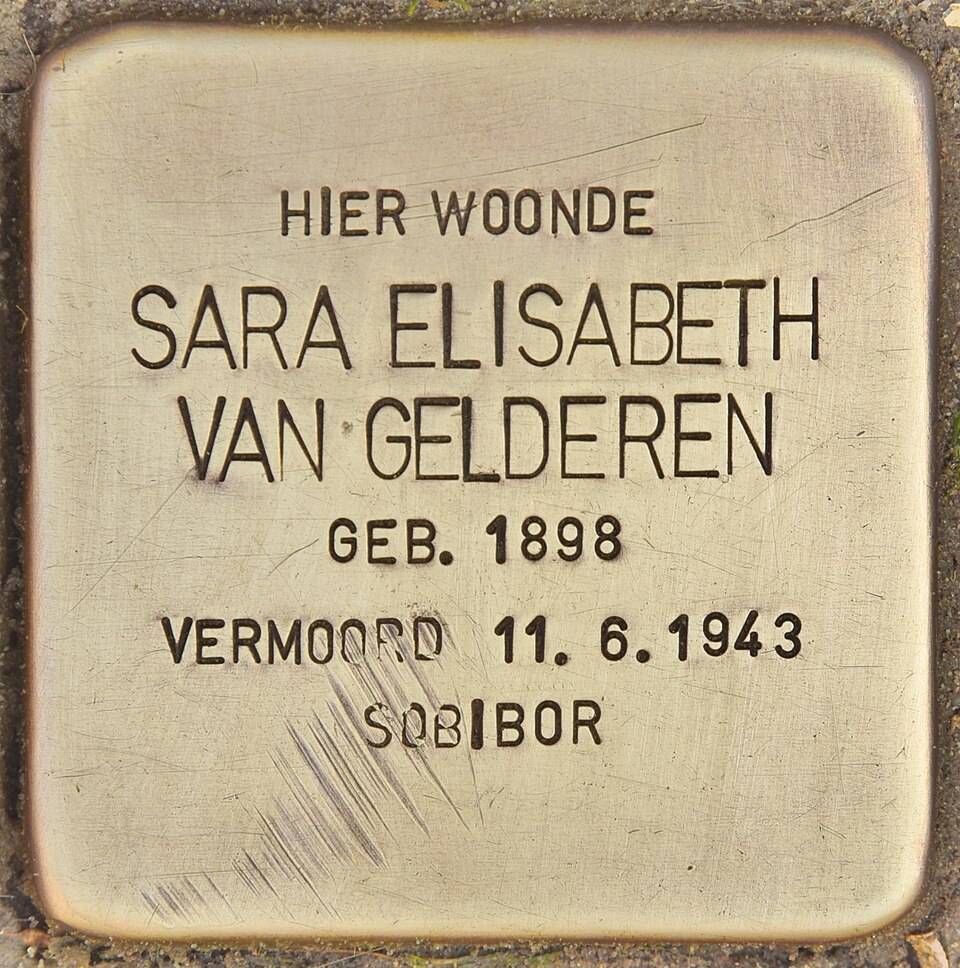 HIER WOONDE
SARA ELISABETH
VAN GELDEREN
GEB. 1898
VERMOORD 11. 6. 1943
SOBIBOR